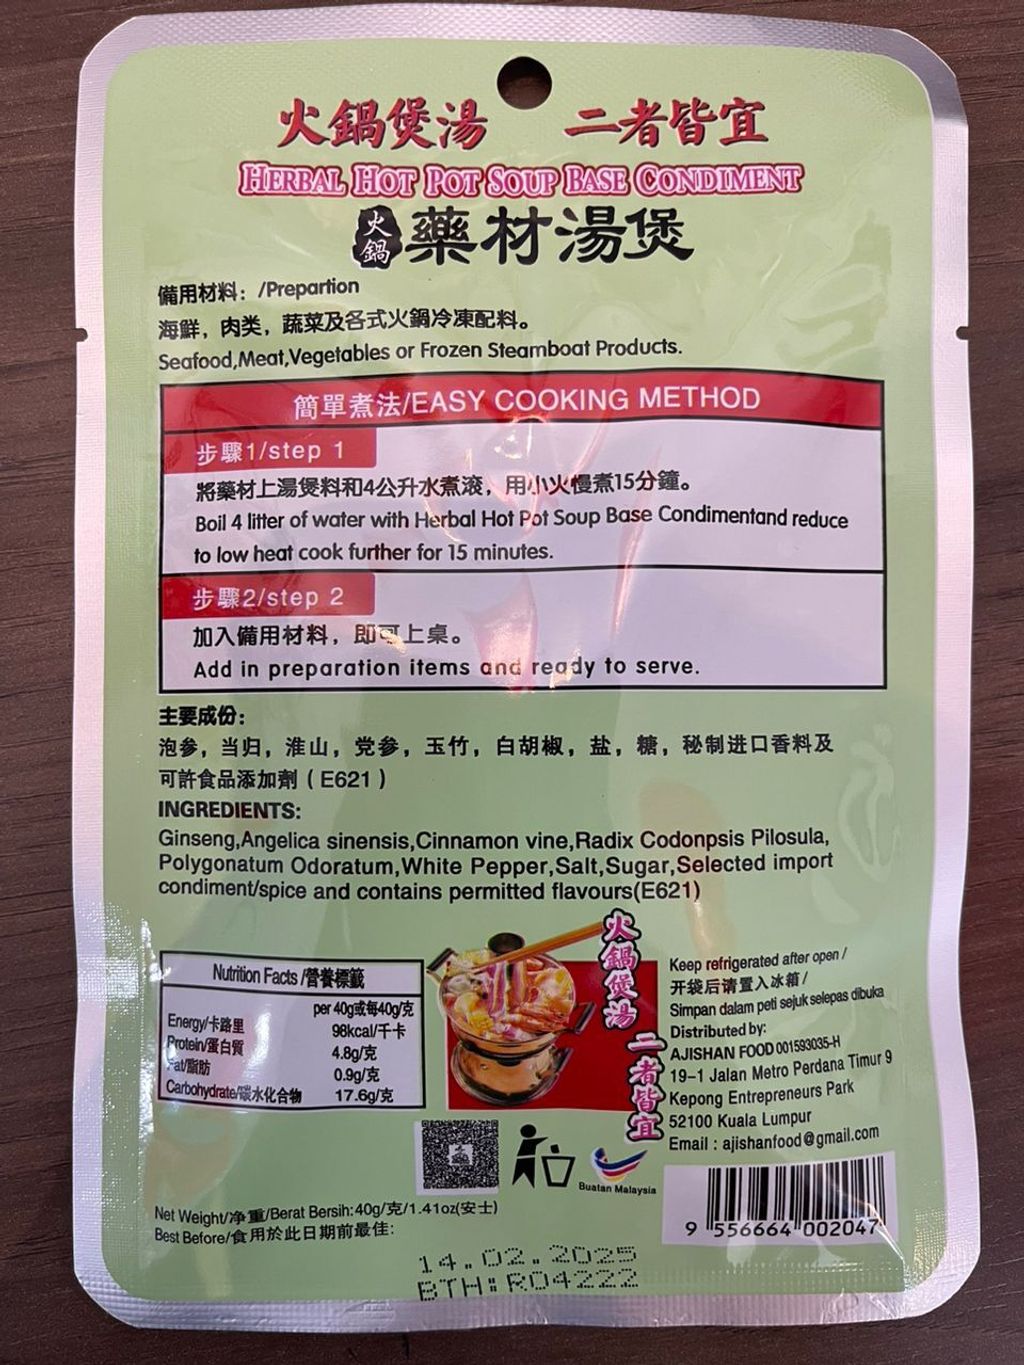 火鍋煲湯 二者皆宜
HERBAL HOT POT SOUP BASE CONDIMENT
火鍋 藥材湯煲
備用材料：/Prepartion
海鮮，肉类，蔬菜及各式火鍋冷凍配料。
Seafood,Meat,Vegetables or Frozen Steamboat Products.
簡單煮法/EASY COOKING METHOD
步驟1/step 1
將藥材上湯煲料和4公升水煮滚，用小火慢煮15分鐘。
Boil 4 litter of water with Herbal Hot Pot Soup Base Condimentand reduce
to low heat cook further for 15 minutes.
步驟2/step 2
加入備用材料，即可上桌。
Add in preparation items and ready to serve.
主要成份：
泡参，当归，淮山，党参，玉竹，白胡椒，盐，糖，秘制进口香料及
可許食品添加劑（E621）
INGREDIENTS:
Ginseng,Angelica sinensis,Cinnamon vine,Radix Codonpsis Pilosula,
Polygonatum Odoratum,White Pepper,Salt,Sugar,Selected import
condiment/spice and contains permitted flavours(E621)
Nutrition Facts /營養標籤
per 40g或每40g/克
Energy/卡路里 98kcal/千卡
Protein/蛋白質 4.8g/克
Fat/脂肪 0.9g/克
Carbohydrate/碳水化合物 17.6g/克
火鍋煲湯
二者皆宜
Keep refrigerated after open /
开袋后请置入冰箱 /
Simpan dalam peti sejuk selepas dibuka
Distributed by:
AJISHAN FOOD 001593035-H
19-1 Jalan Metro Perdana Timur 9
Kepong Entrepreneurs Park
52100 Kuala Lumpur
Email : ajishanfood@gmail.com
Buatan Malaysia
9 556664 002047
Net Weight/净重/Berat Bersih:40g/克/1.41oz(安士)
Best Before/食用於此日期前最佳:
14.02.2025
BTH:R04222